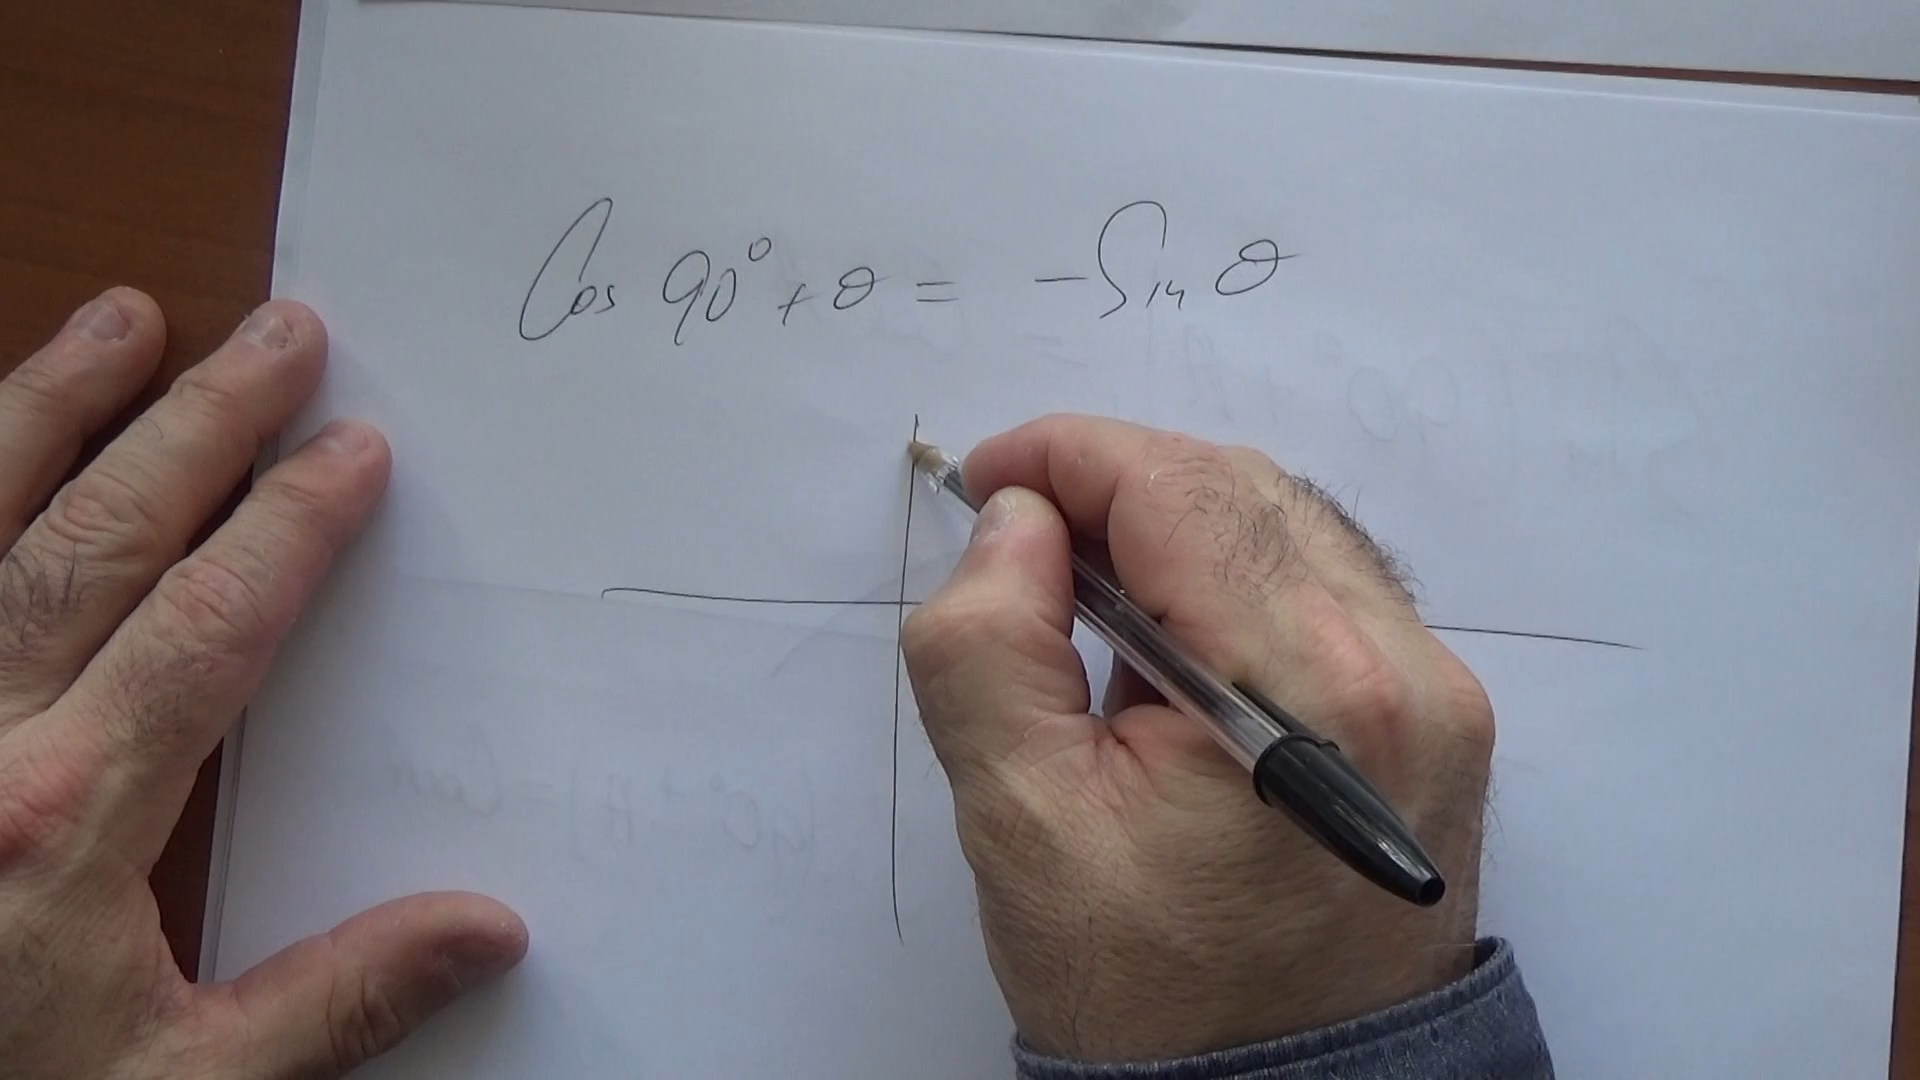 Cos 90° + θ = - Sin θ